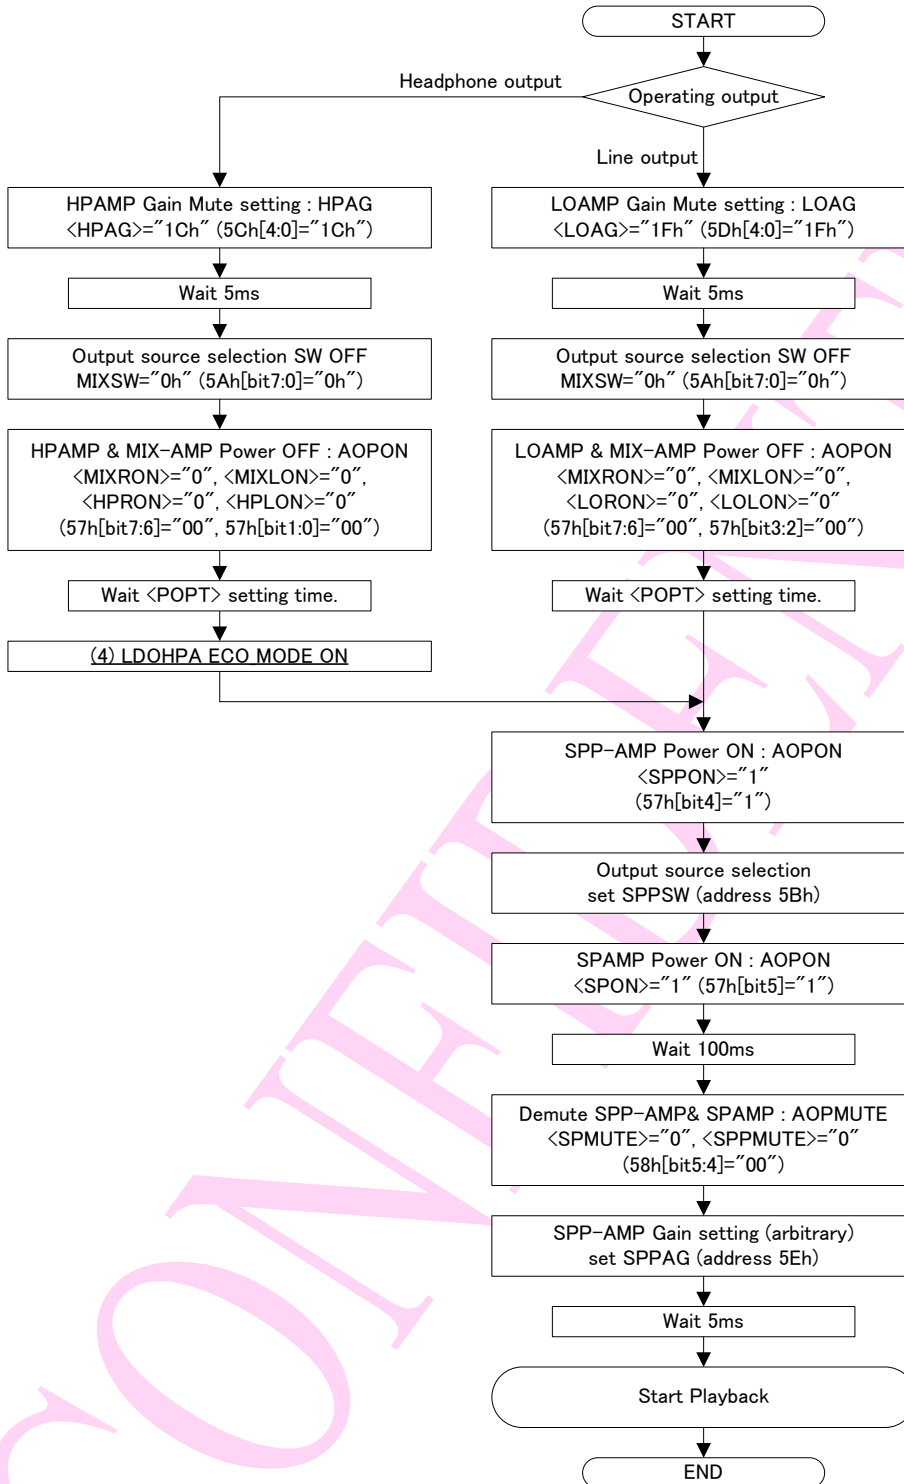 START
Operating output
Headphone output
Line output
HPAMP Gain Mute setting : HPAG
<HPAG>="1Ch" (5Ch[4:0]="1Ch")
Wait 5ms
Output source selection SW OFF
MIXSW="0h" (5Ah[bit7:0]="0h")
HPAMP & MIX-AMP Power OFF : AOPON
<MIXRON>="0", <MIXLON>="0",
<HPRON>="0", <HPLON>="0"
(57h[bit7:6]="00", 57h[bit1:0]="00")
Wait <POPT> setting time.
(4) LDOHPA ECO MODE ON
LOAMP Gain Mute setting : LOAG
<LOAG>="1Fh" (5Dh[4:0]="1Fh")
Wait 5ms
Output source selection SW OFF
MIXSW="0h" (5Ah[bit7:0]="0h")
LOAMP & MIX-AMP Power OFF : AOPON
<MIXRON>="0", <MIXLON>="0",
<LORON>="0", <LOLON>="0"
(57h[bit7:6]="00", 57h[bit3:2]="00")
Wait <POPT> setting time.
SPP-AMP Power ON : AOPON
<SPPON>="1"
(57h[bit4]="1")
Output source selection
set SPPSW (address 5Bh)
SPAMP Power ON : AOPON
<SPON>="1" (57h[bit5]="1")
Wait 100ms
Demute SPP-AMP& SPAMP : AOPMUTE
<SPMUTE>="0", <SPPMUTE>="0"
(58h[bit5:4]="00")
SPP-AMP Gain setting (arbitrary)
set SPPAG (address 5Eh)
Wait 5ms
Start Playback
END